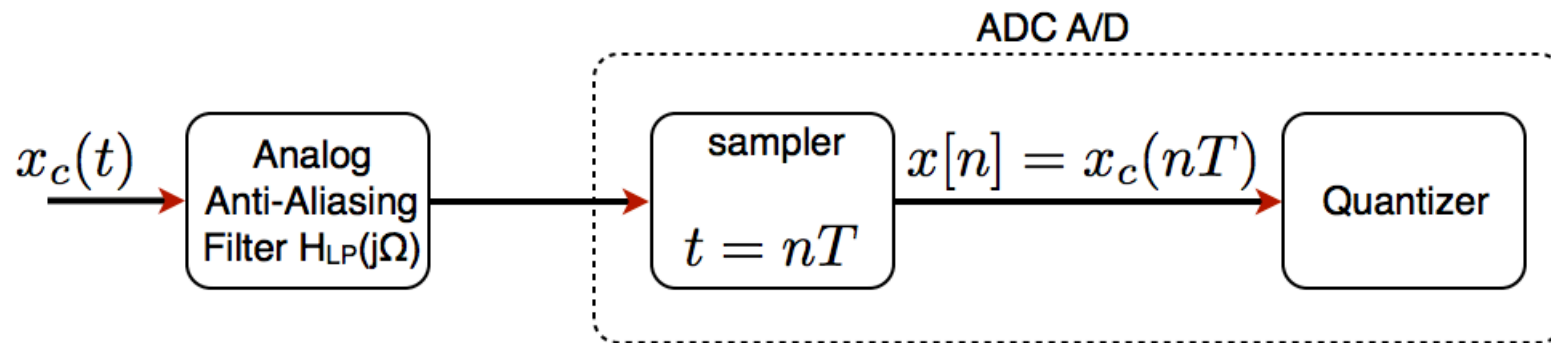 ADC A/D
x_c(t)
Analog
Anti-Aliasing
Filter H_LP(jΩ)
sampler
t = nT
x[n] = x_c(nT)
Quantizer